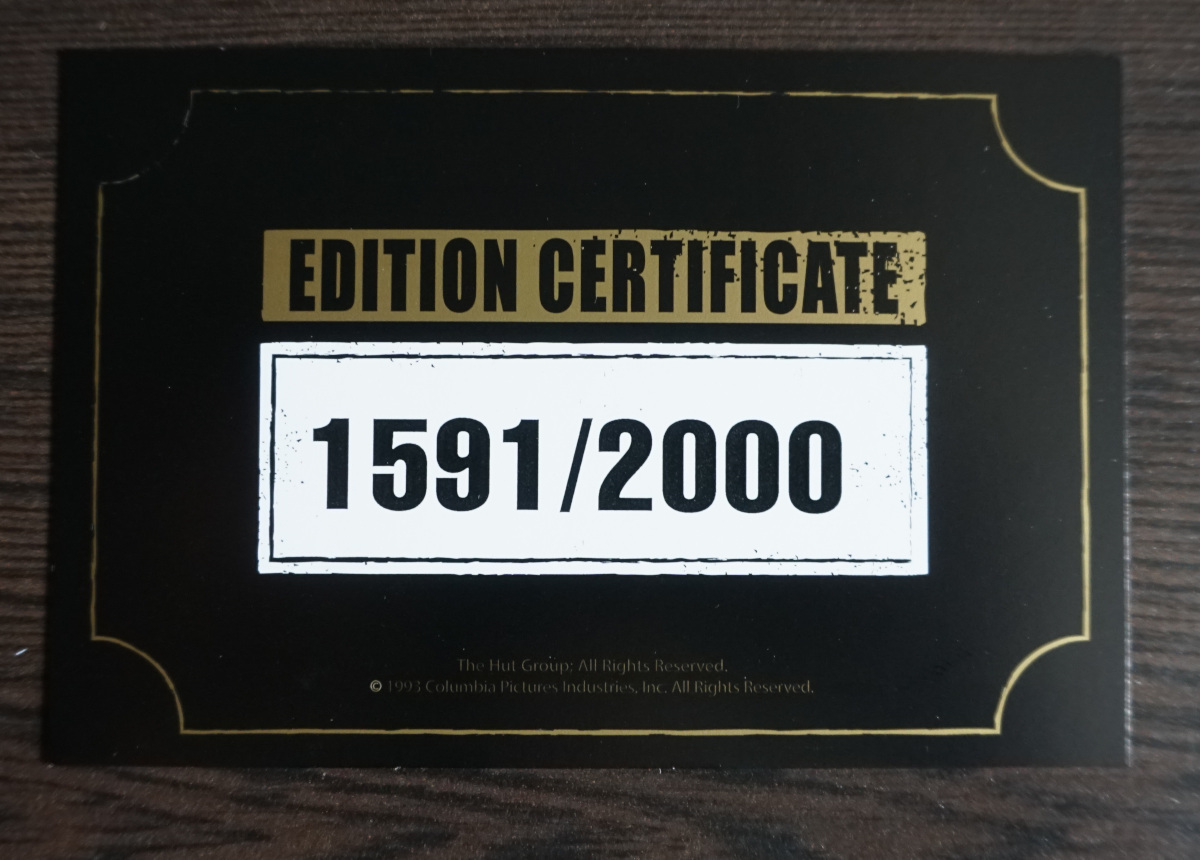 EDITION CERTIFICATE
1591/2000
The Hut Group; All Rights Reserved.
© 1993 Columbia Pictures Industries, Inc. All Rights Reserved.